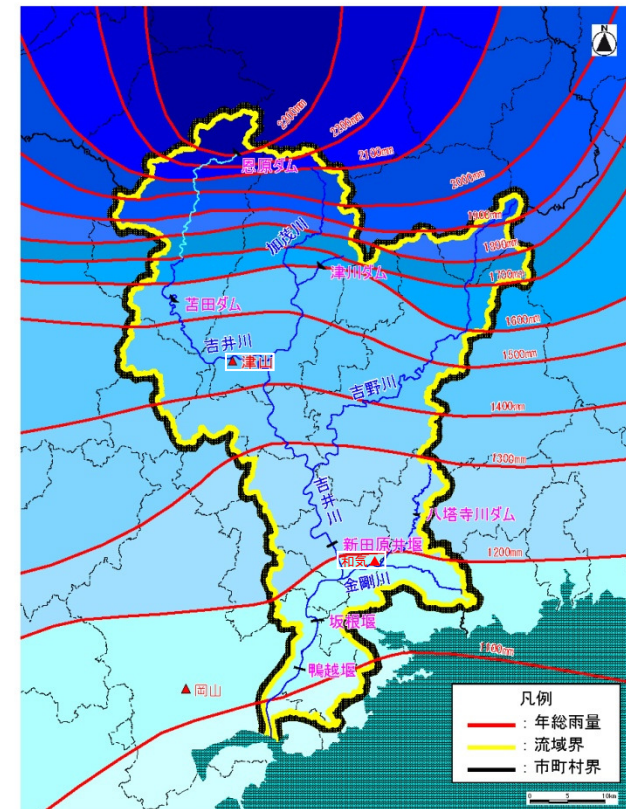 N
2300mm
2200mm
2100mm
2000mm
1900mm
1800mm
1700mm
1600mm
1500mm
1400mm
1300mm
1200mm
1100mm
恩原ダム
加茂川
津川ダム
苫田ダム
吉井川
津山
吉野川
吉井川
八塔寺川ダム
新田原井堰
和気
金剛川
坂根堰
鴨越堰
岡山
凡例
：年総雨量
：流域界
：市町村界
0 5 10km